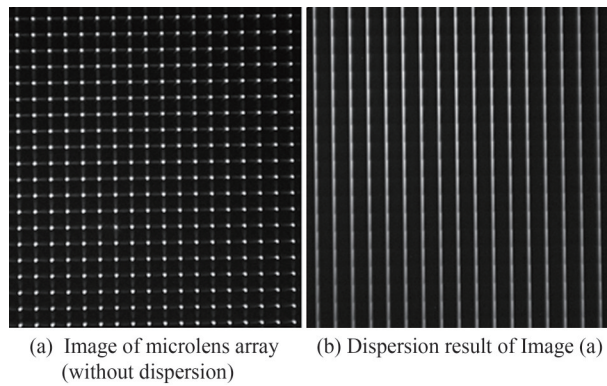 (a) Image of microlens array
(without dispersion)
(b) Dispersion result of Image (a)